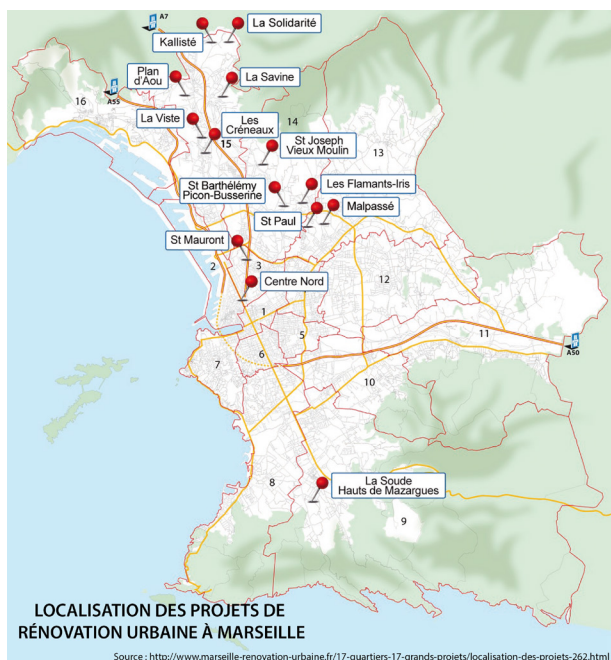 A7
La Solidarité
Kallisté
Plan
d'Aou
La Savine
A55
16
La Viste
Les
Créneaux
14
15
St Joseph
Vieux Moulin
13
St Barthélémy
Picon-Busserine
Les Flamants-Iris
St Paul
Malpassé
St Mauront
2
3
Centre Nord
12
1
5
11
A50
6
7
10
La Soude
Hauts de Mazargues
8
9
LOCALISATION DES PROJETS DE
RÉNOVATION URBAINE À MARSEILLE
Source : http://www.marseille-renovation-urbaine.fr/17-quartiers-17-grands-projets/localisation-des-projets-262.html